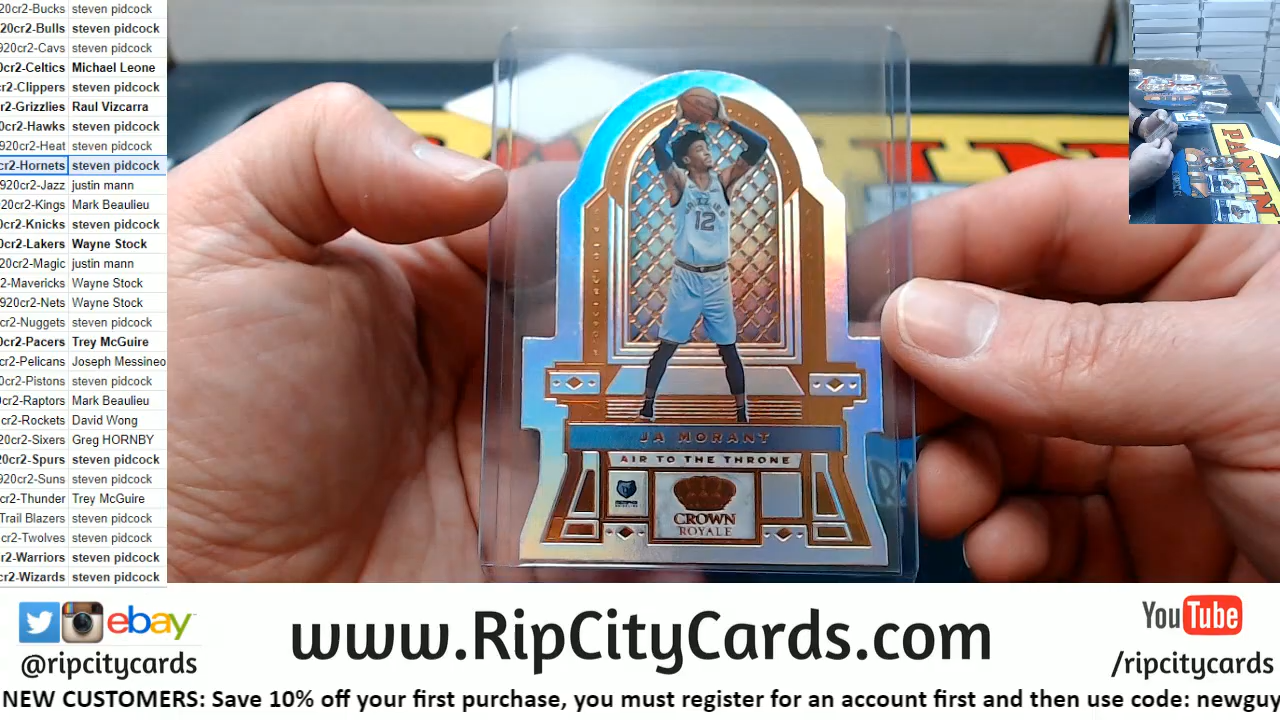 20cr2-Bucks steven pidcock
20cr2-Bulls steven pidcock
920cr2-Cavs steven pidcock
0cr2-Celtics Michael Leone
cr2-Clippers steven pidcock
r2-Grizzlies Raul Vizcarra
0cr2-Hawks steven pidcock
920cr2-Heat steven pidcock
cr2-Hornets steven pidcock
920cr2-Jazz justin mann
20cr2-Kings Mark Beaulieu
0cr2-Knicks steven pidcock
0cr2-Lakers Wayne Stock
20cr2-Magic justin mann
2-Mavericks Wayne Stock
920cr2-Nets Wayne Stock
cr2-Nuggets steven pidcock
0cr2-Pacers Trey McGuire
cr2-Pelicans Joseph Messineo
0cr2-Pistons steven pidcock
cr2-Raptors Mark Beaulieu
cr2-Rockets David Wong
20cr2-Sixers Greg HORNBY
20cr2-Spurs steven pidcock
920cr2-Suns steven pidcock
cr2-Thunder Trey McGuire
Trail Blazers steven pidcock
cr2-Twolves steven pidcock
r2-Warriors steven pidcock
cr2-Wizards steven pidcock
GRIZZLIES
12
JA MORANT
AIR TO THE THRONE
CROWN
ROYALE
ebay
@ripcitycards
www.RipCityCards.com
YouTube
/ripcitycards
NEW CUSTOMERS: Save 10% off your first purchase, you must register for an account first and then use code: newguy